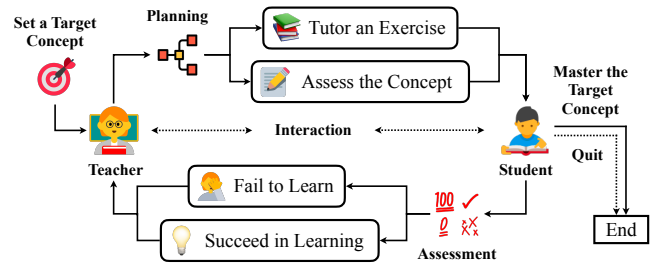 Set a Target
Concept
Planning
Tutor an Exercise
Assess the Concept
Master the
Target
Concept
Interaction
Quit
Teacher
Student
Fail to Learn
100
0
Succeed in Learning
Assessment
End